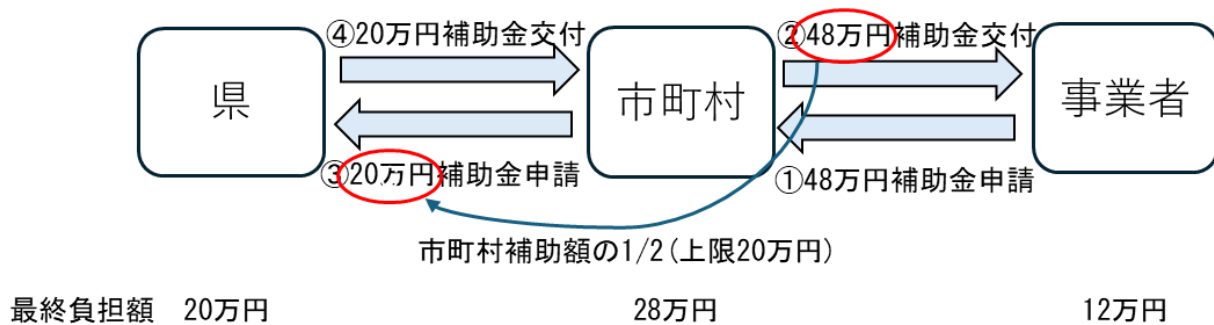 ④20万円補助金交付
②48万円補助金交付
県
市町村
事業者
③20万円補助金申請
①48万円補助金申請
市町村補助額の1/2(上限20万円)
最終負担額 20万円 28万円 12万円